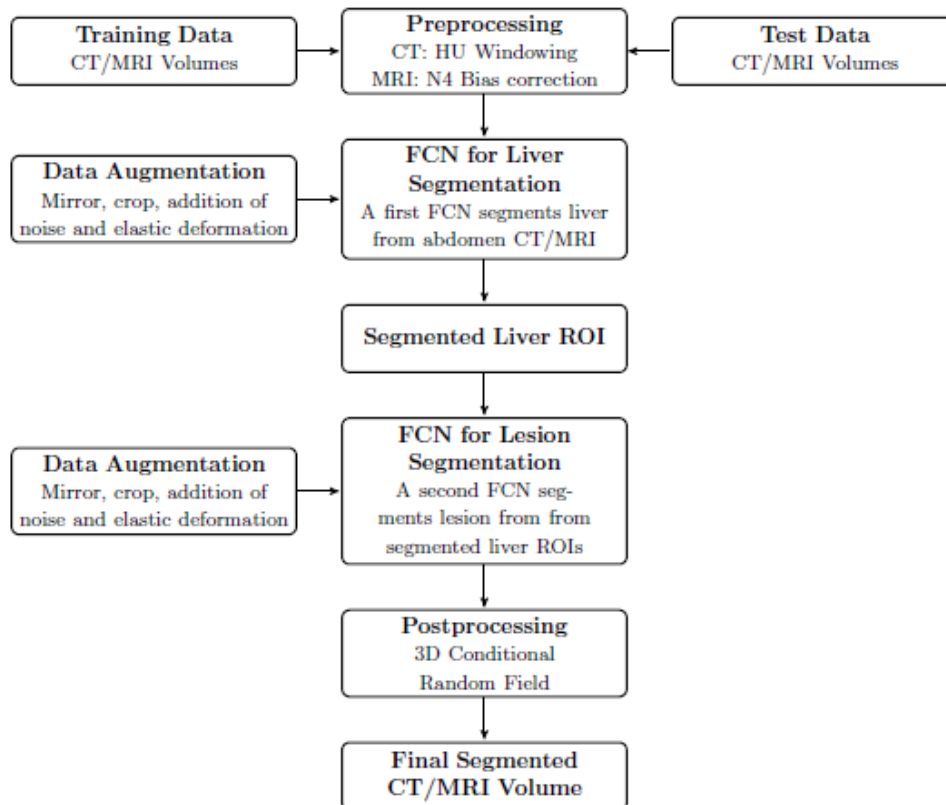 Training Data
CT/MRI Volumes
Preprocessing
CT: HU Windowing
MRI: N4 Bias correction
Test Data
CT/MRI Volumes
Data Augmentation
Mirror, crop, addition of
noise and elastic deformation
FCN for Liver
Segmentation
A first FCN segments liver
from abdomen CT/MRI
Segmented Liver ROI
Data Augmentation
Mirror, crop, addition of
noise and elastic deformation
FCN for Lesion
Segmentation
A second FCN seg-
ments lesion from from
segmented liver ROIs
Postprocessing
3D Conditional
Random Field
Final Segmented
CT/MRI Volume